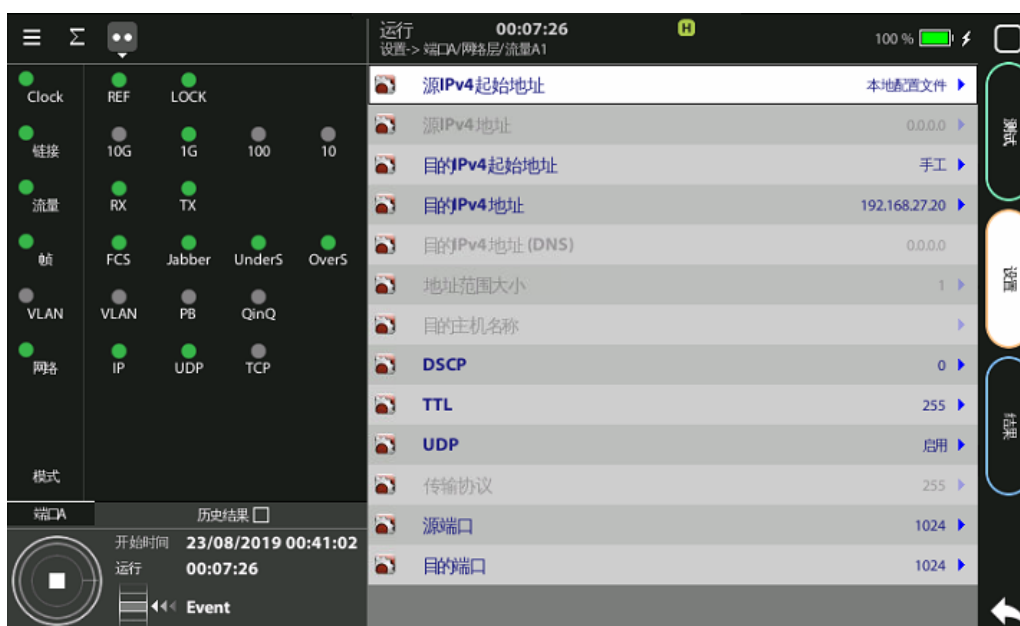 Σ
运行 00:07:26 H 100 %
设置-> 端口A/网络层/流量A1
Clock REF LOCK
链接 10G 1G 100 10
流量 RX TX
帧 FCS Jabber UnderS OverS
VLAN VLAN PB QinQ
网络 IP UDP TCP
模式
端口A 历史结果
开始时间 23/08/2019 00:41:02
运行 00:07:26
Event
源IPv4起始地址 本地配置文件
源IPv4地址 0.0.0.0
目的IPv4起始地址 手工
目的IPv4地址 192.168.27.20
目的IPv4地址 (DNS) 0.0.0.0
地址范围大小 1
目的主机名称
DSCP 0
TTL 255
UDP 启用
传输协议 255
源端口 1024
目的端口 1024
测试
设置
结果